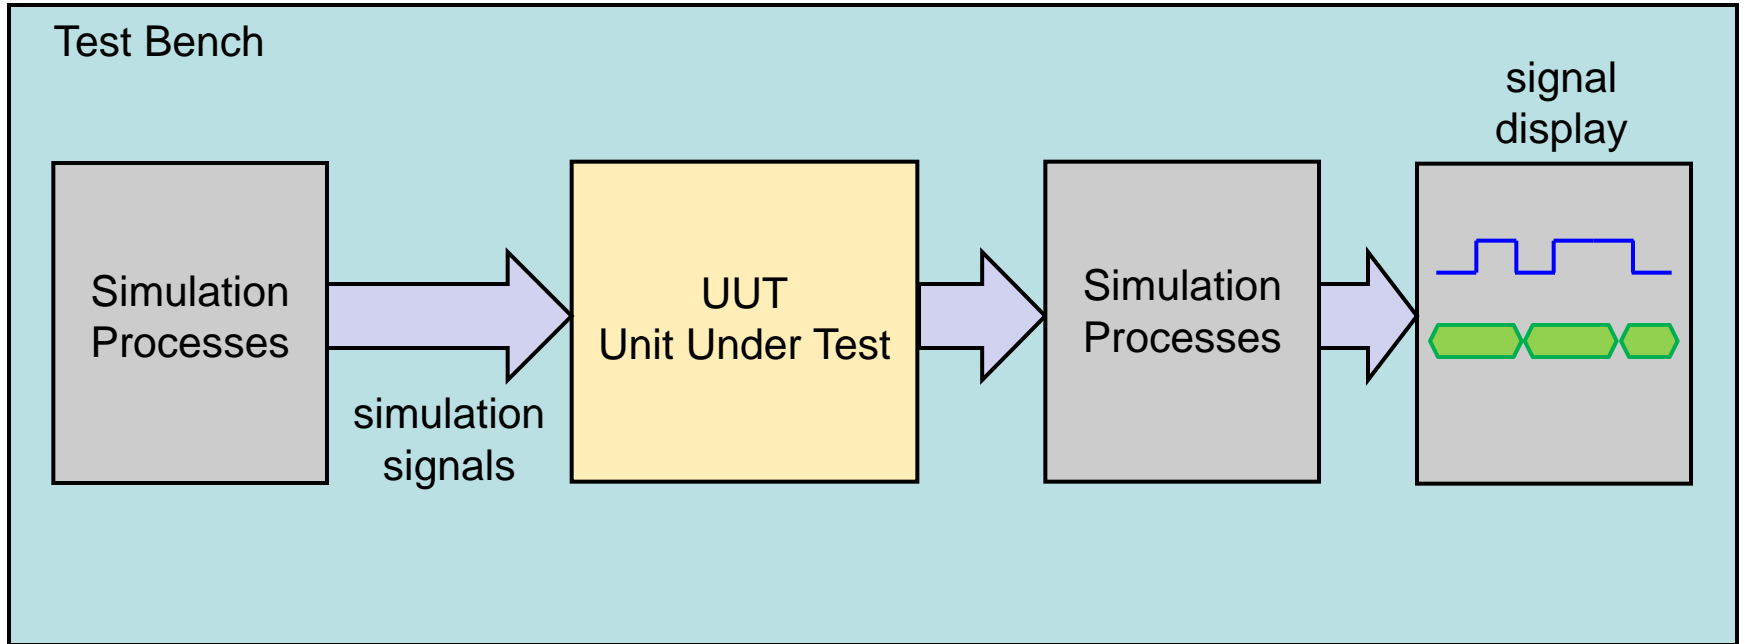 Test Bench
signal
display
Simulation
Processes
simulation
signals
UUT
Unit Under Test
Simulation
Processes